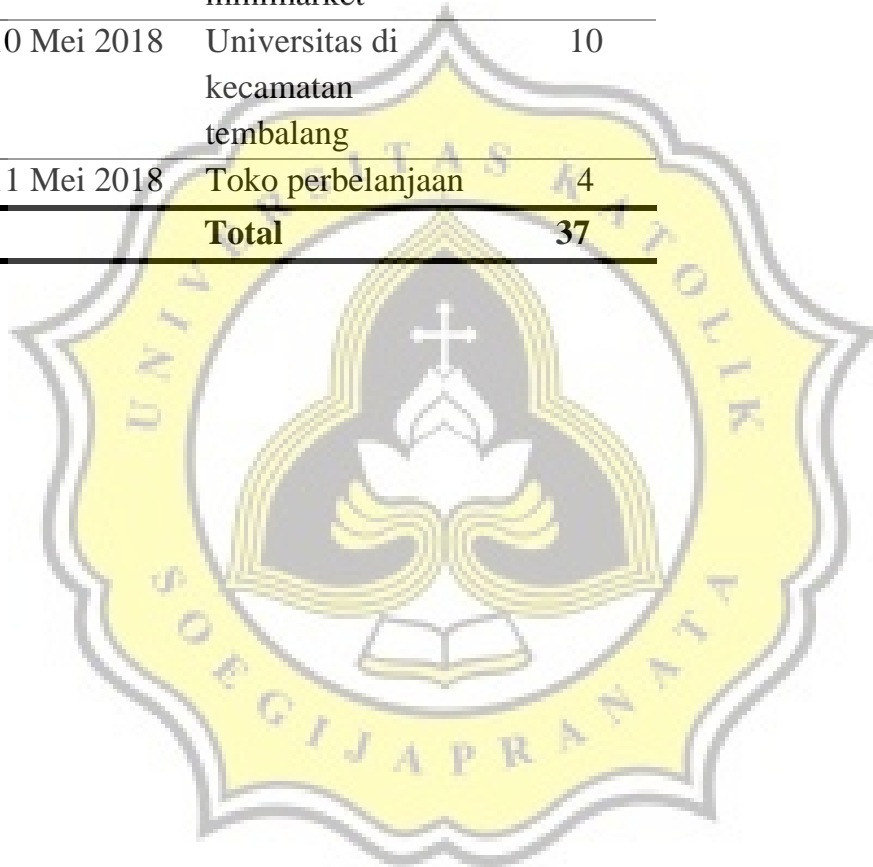 minimarket
0 Mei 2018 Universitas di 10
kecamatan
tembalang
1 Mei 2018 Toko perbelanjaan 4
Total 37
UNIVERSITAS KATOLIK
SOEGIJAPRANATA